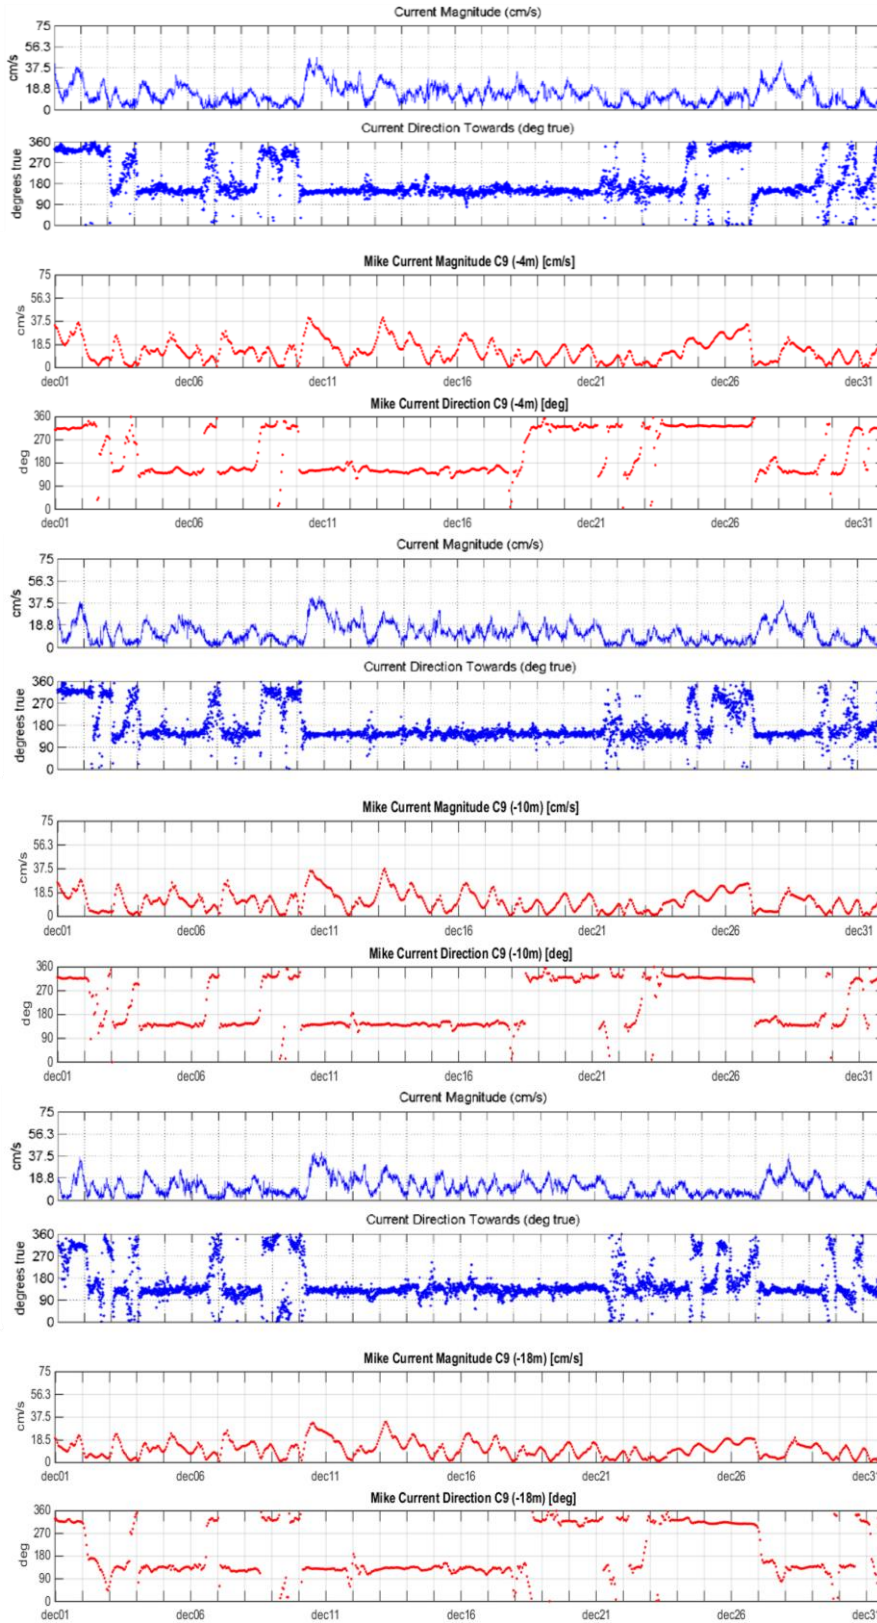 Current Magnitude (cm/s)
75
56.3
37.5
18.8
0
cm/s
Current Direction Towards (deg true)
360
270
180
90
0
degrees true
Mike Current Magnitude C9 (-4m) [cm/s]
75
56.3
37.5
18.5
0
cm/s
dec01 dec06 dec11 dec16 dec21 dec26 dec31
Mike Current Direction C9 (-4m) [deg]
360
270
180
90
0
deg
dec01 dec06 dec11 dec16 dec21 dec26 dec31
Current Magnitude (cm/s)
75
56.3
37.5
18.8
0
cm/s
Current Direction Towards (deg true)
360
270
180
90
0
degrees true
Mike Current Magnitude C9 (-10m) [cm/s]
75
56.3
37.5
18.5
0
cm/s
dec01 dec06 dec11 dec16 dec21 dec26 dec31
Mike Current Direction C9 (-10m) [deg]
360
270
180
90
0
deg
dec01 dec06 dec11 dec16 dec21 dec26 dec31
Current Magnitude (cm/s)
75
56.3
37.5
18.8
0
cm/s
Current Direction Towards (deg true)
360
270
180
90
0
degrees true
Mike Current Magnitude C9 (-18m) [cm/s]
75
56.3
37.5
18.5
0
cm/s
dec01 dec06 dec11 dec16 dec21 dec26 dec31
Mike Current Direction C9 (-18m) [deg]
360
270
180
90
0
deg
dec01 dec06 dec11 dec16 dec21 dec26 dec31